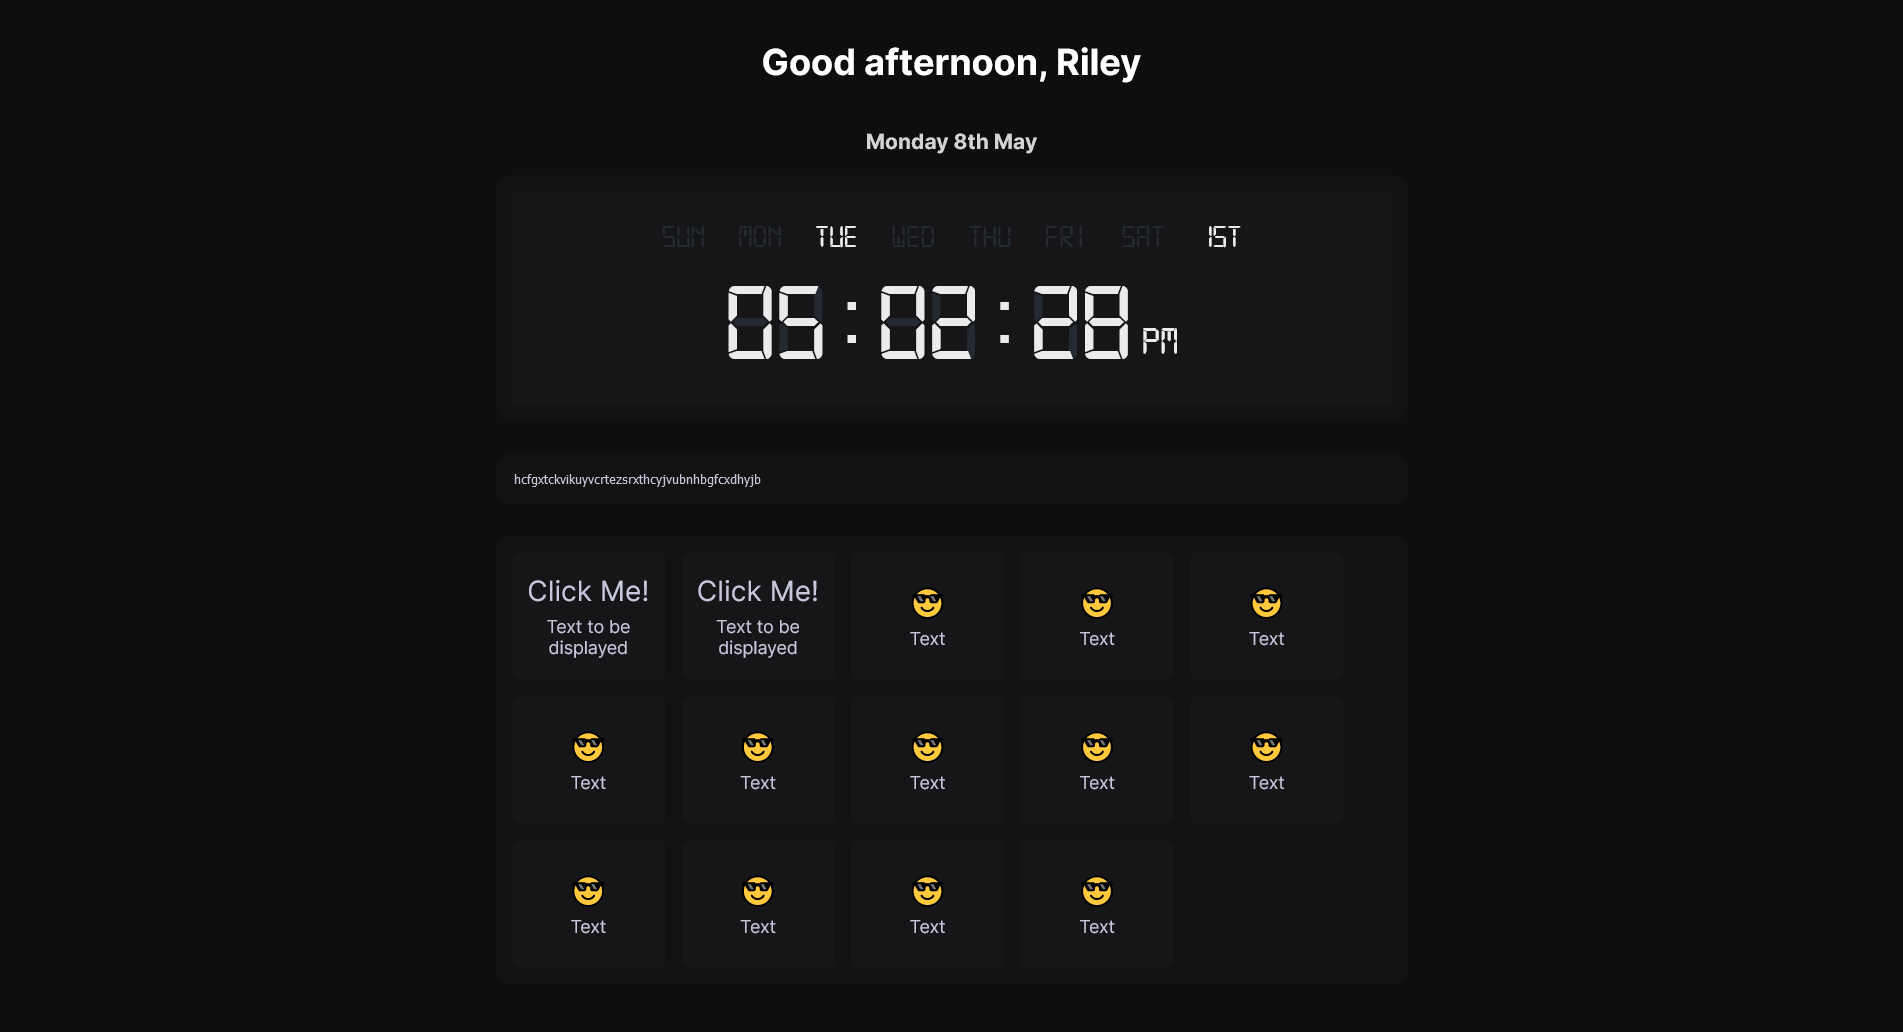 Good afternoon, Riley
Monday 8th May
SUN MON TUE WED THU FRI SAT 1ST
05:02:28 PM
hcfgxtckvikuyvcrtezsrxthcyjvubnhbgfcxdhyjb
Click Me! Click Me!
Text to be Text to be
displayed displayed
Text Text Text
Text Text Text Text Text
Text Text Text Text